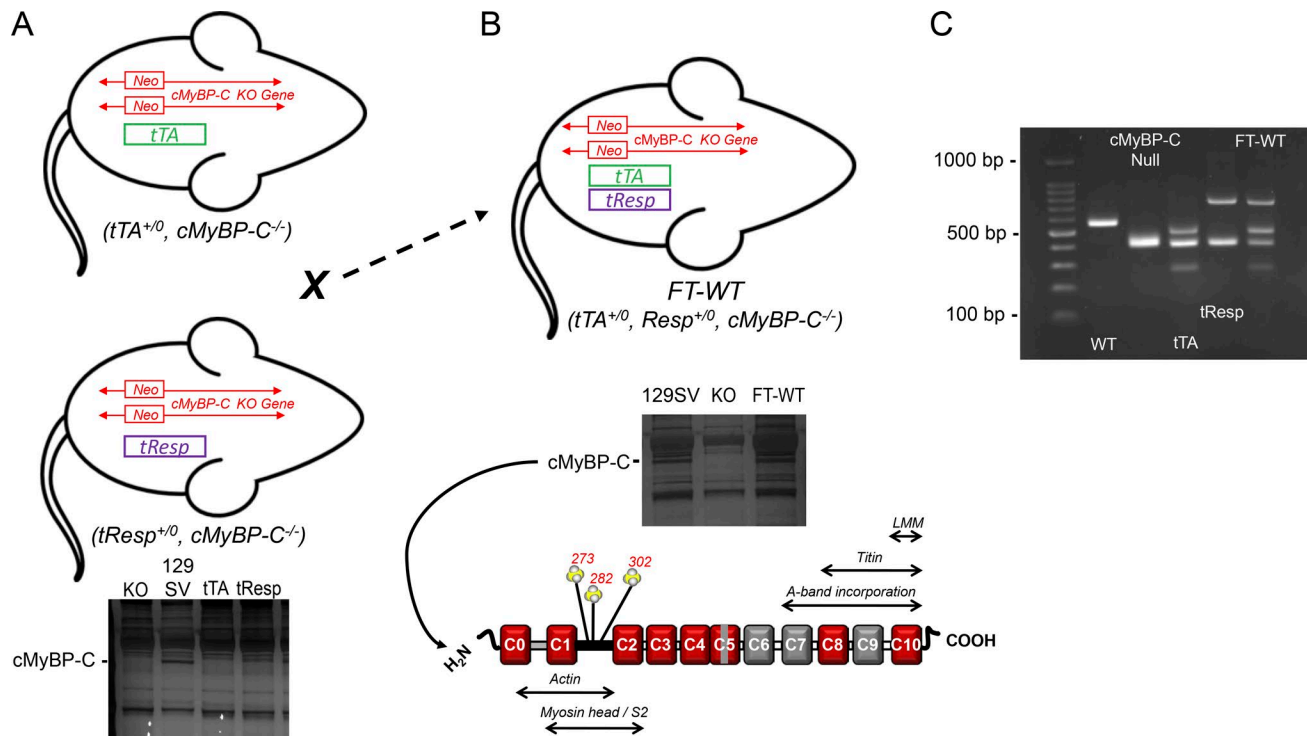 A
Neo
cMyBP-C KO Gene
Neo
tTA
(tTA+/0, cMyBP-C-/-)
X
Neo
cMyBP-C KO Gene
Neo
tResp
(tResp+/0, cMyBP-C-/-)
129
KO SV tTA tResp
cMyBP-C
B
Neo
cMyBP-C KO Gene
Neo
tTA
tResp
FT-WT
(tTA+/0, Resp+/0, cMyBP-C-/-)
129SV KO FT-WT
cMyBP-C
LMM
Titin
A-band incorporation
273
282
302
H2N
C0 C1 C2 C3 C4 C5 C6 C7 C8 C9 C10
COOH
Actin
Myosin head / S2
C
cMyBP-C
Null
FT-WT
1000 bp -
500 bp -
100 bp -
tResp
WT
tTA